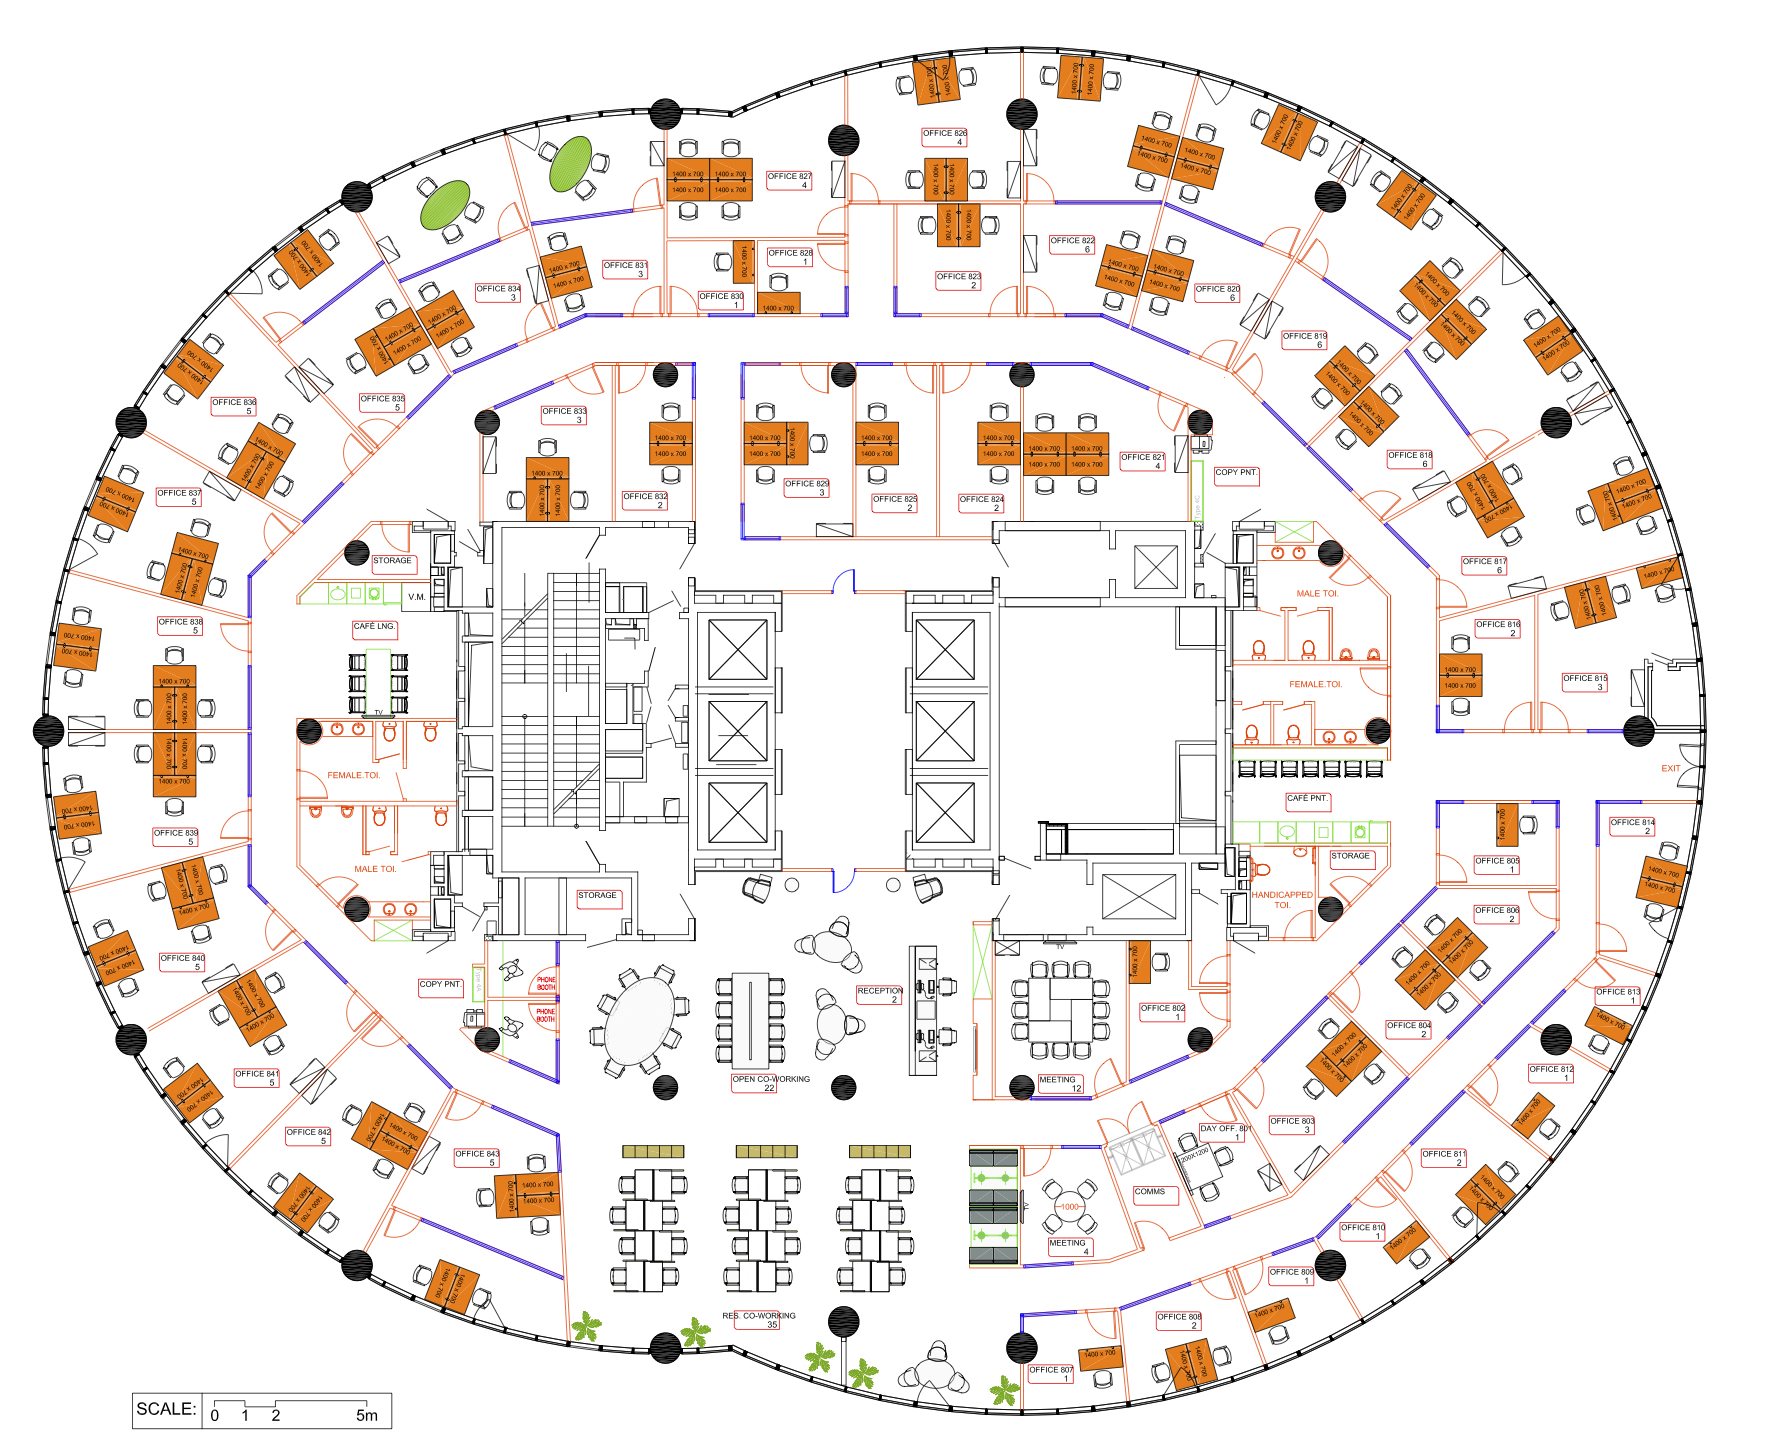 OFFICE 826
4
OFFICE 827
4
OFFICE 828
1
OFFICE 830
1
OFFICE 831
3
OFFICE 834
3
OFFICE 835
5
OFFICE 836
5
OFFICE 837
5
OFFICE 838
5
OFFICE 839
5
OFFICE 840
5
OFFICE 841
5
OFFICE 842
5
OFFICE 843
5
OFFICE 823
2
OFFICE 822
6
OFFICE 820
6
OFFICE 819
6
OFFICE 818
6
OFFICE 817
6
OFFICE 816
2
OFFICE 815
3
OFFICE 833
3
OFFICE 832
2
OFFICE 829
3
OFFICE 825
2
OFFICE 824
2
OFFICE 821
4
COPY PNT.
STORAGE
V.M.
CAFÉ LNG.
TV
FEMALE.TOI.
MALE TOI.
MALE TOI.
FEMALE.TOI.
CAFÉ PNT.
STORAGE
HANDICAPPED
TOI.
EXIT
STORAGE
COPY PNT.
PHONE
BOOTH
PHONE
BOOTH
OPEN CO-WORKING
22
RECEPTION
2
TV
MEETING
12
OFFICE 802
1
OFFICE 814
2
OFFICE 805
1
OFFICE 806
2
OFFICE 813
1
OFFICE 804
2
OFFICE 812
1
OFFICE 803
3
DAY OFF. 801
1
1200X1200
COMMS
OFFICE 811
2
OFFICE 810
1
OFFICE 809
1
OFFICE 808
2
OFFICE 807
1
1000
MEETING
4
TV
RES. CO-WORKING
35
1400 x 700
SCALE:
0 1 2 5m